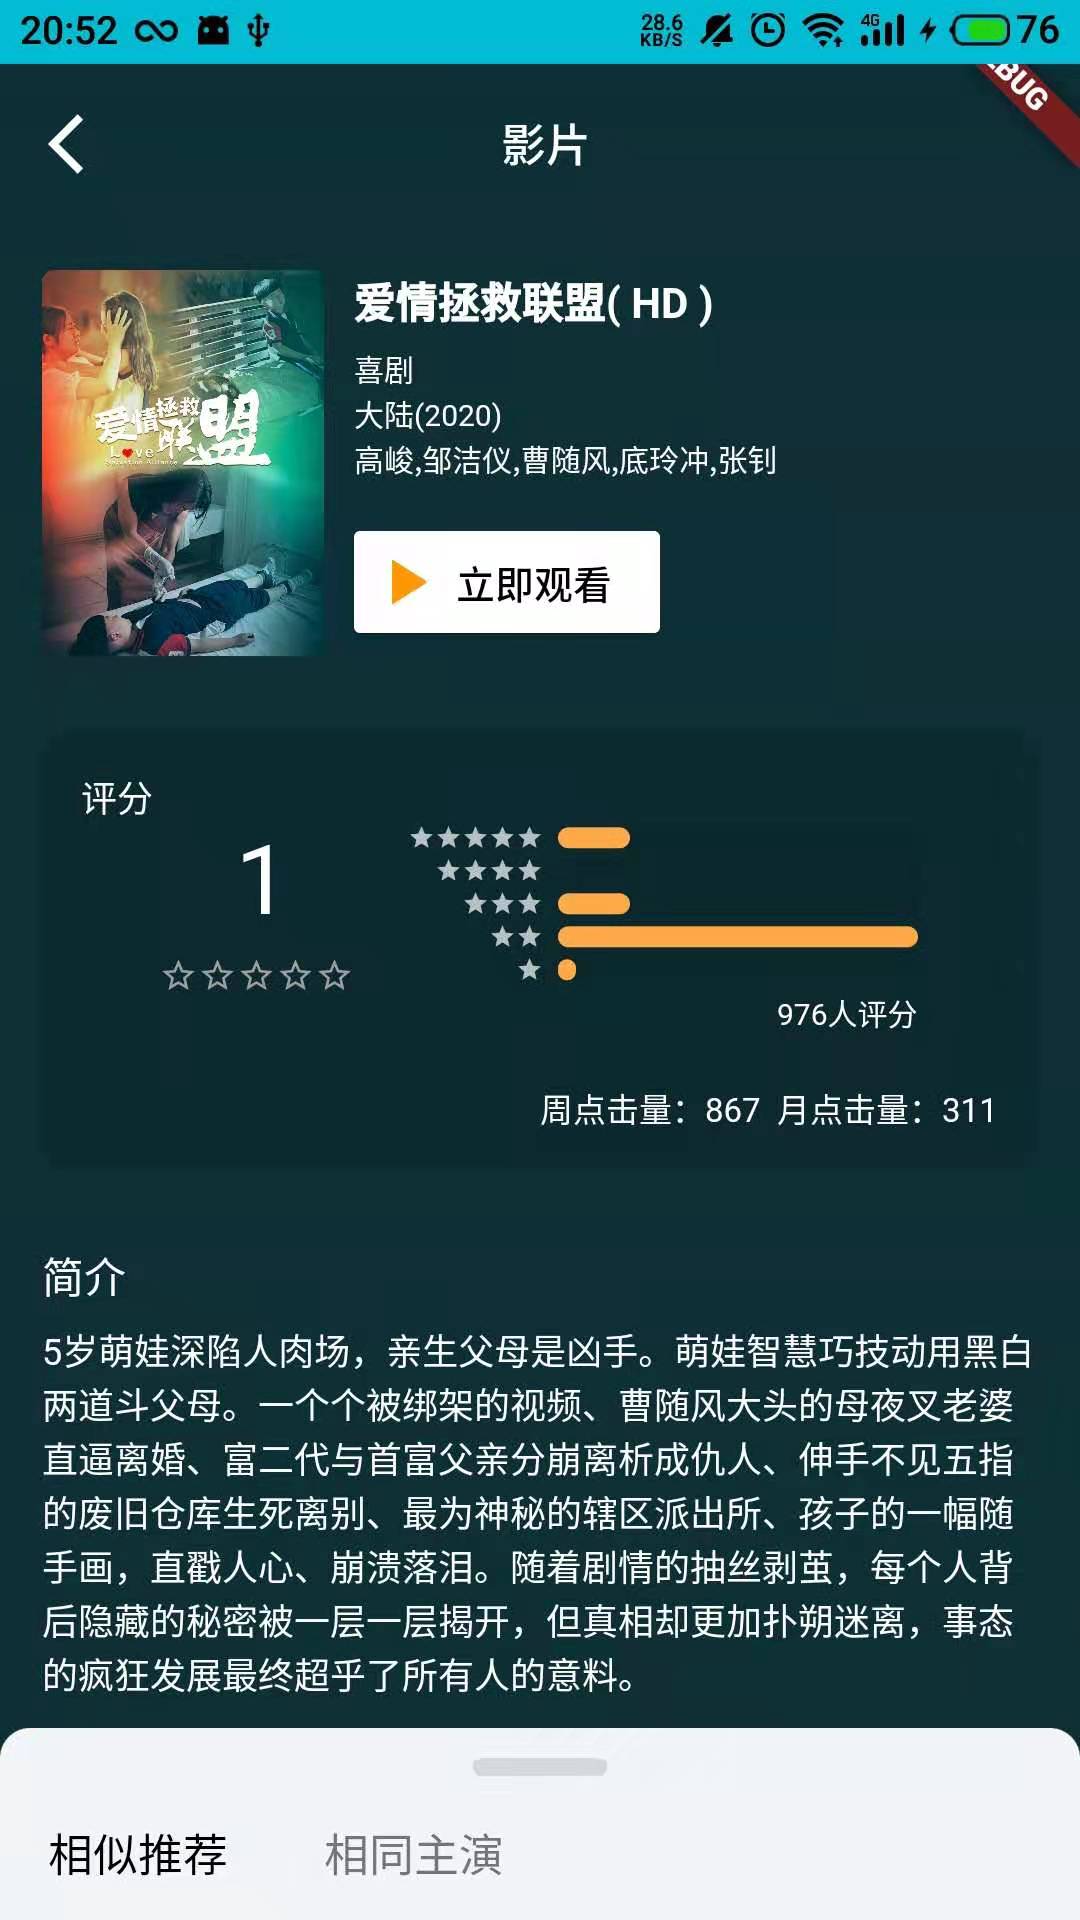 20:52
28.6
KB/S
4G
76
BUG
影片
爱情拯救联盟
Love
爱情拯救联盟( HD )
喜剧
大陆(2020)
高峻,邹洁仪,曹随风,底玲冲,张钊
立即观看
评分
1
976人评分
周点击量：867 月点击量：311
简介
5岁萌娃深陷人肉场，亲生父母是凶手。萌娃智慧巧技动用黑白
两道斗父母。一个个被绑架的视频、曹随风大头的母夜叉老婆
直逼离婚、富二代与首富父亲分崩离析成仇人、伸手不见五指
的废旧仓库生死离别、最为神秘的辖区派出所、孩子的一幅随
手画，直戳人心、崩溃落泪。随着剧情的抽丝剥茧，每个人背
后隐藏的秘密被一层一层揭开，但真相却更加扑朔迷离，事态
的疯狂发展最终超乎了所有人的意料。
相似推荐
相同主演